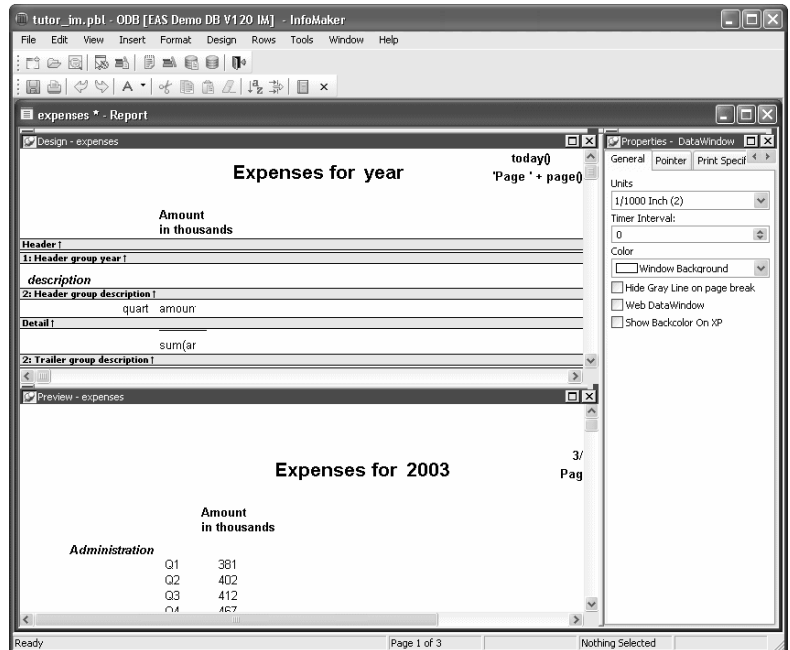 tutor_im.pbl - ODB [EAS Demo DB V120 IM] - InfoMaker
File Edit View Insert Format Design Rows Tools Window Help
expenses * - Report
Design - expenses
today()
Expenses for year
'Page ' + page()
Amount
in thousands
Header ↑
1: Header group year ↑
description
2: Header group description ↑
quart amoun
Detail ↑
sum(ar
2: Trailer group description ↑
Preview - expenses
3/
Expenses for 2003
Pag
Amount
in thousands
Administration
Q1 381
Q2 402
Q3 412
Q4 467
Properties - DataWindow
General Pointer Print Specif
Units
1/1000 Inch (2)
Timer Interval:
0
Color
Window Background
Hide Gray Line on page break
Web DataWindow
Show Backcolor On XP
Ready Page 1 of 3 Nothing Selected